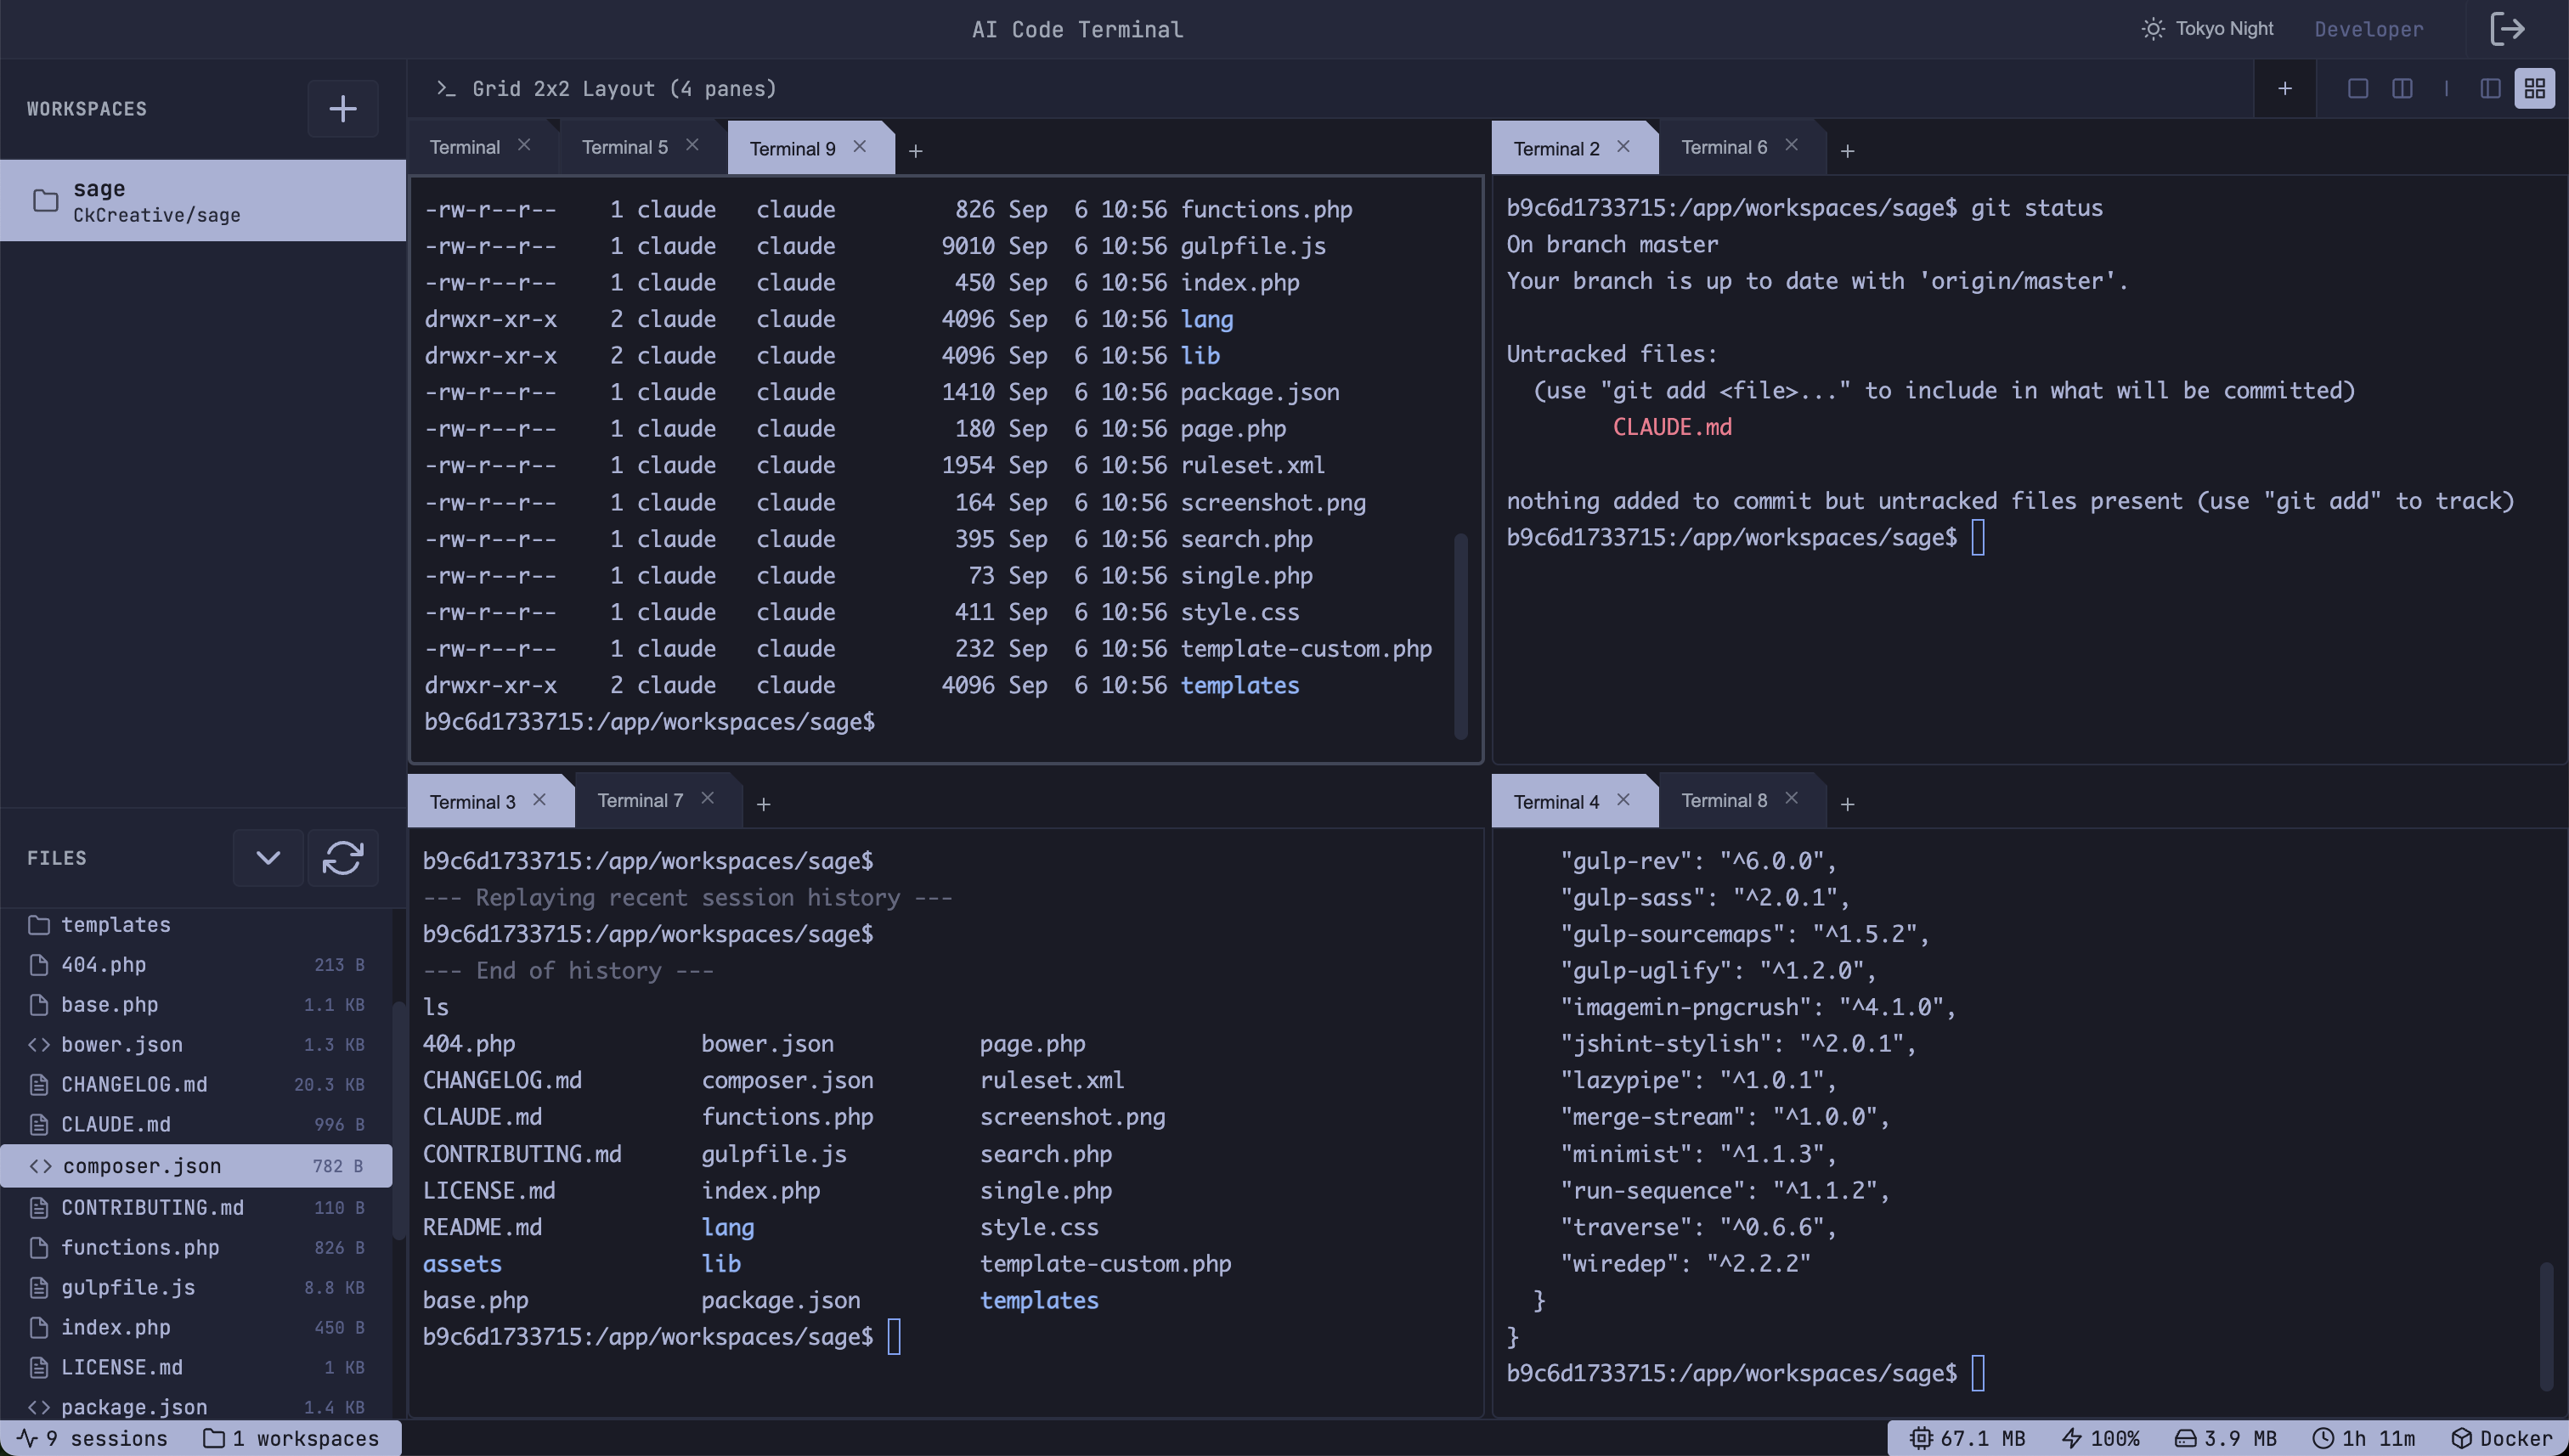 AI Code Terminal
Tokyo Night
Developer
WORKSPACES
sage
CkCreative/sage
Grid 2x2 Layout (4 panes)
Terminal
Terminal 5
Terminal 9
-rw-r--r-- 1 claude claude 826 Sep 6 10:56 functions.php
-rw-r--r-- 1 claude claude 9010 Sep 6 10:56 gulpfile.js
-rw-r--r-- 1 claude claude 450 Sep 6 10:56 index.php
drwxr-xr-x 2 claude claude 4096 Sep 6 10:56 lang
drwxr-xr-x 2 claude claude 4096 Sep 6 10:56 lib
-rw-r--r-- 1 claude claude 1410 Sep 6 10:56 package.json
-rw-r--r-- 1 claude claude 180 Sep 6 10:56 page.php
-rw-r--r-- 1 claude claude 1954 Sep 6 10:56 ruleset.xml
-rw-r--r-- 1 claude claude 164 Sep 6 10:56 screenshot.png
-rw-r--r-- 1 claude claude 395 Sep 6 10:56 search.php
-rw-r--r-- 1 claude claude 73 Sep 6 10:56 single.php
-rw-r--r-- 1 claude claude 411 Sep 6 10:56 style.css
-rw-r--r-- 1 claude claude 232 Sep 6 10:56 template-custom.php
drwxr-xr-x 2 claude claude 4096 Sep 6 10:56 templates
b9c6d1733715:/app/workspaces/sage$
Terminal 2
Terminal 6
b9c6d1733715:/app/workspaces/sage$ git status
On branch master
Your branch is up to date with 'origin/master'.
Untracked files:
(use "git add <file>..." to include in what will be committed)
CLAUDE.md
nothing added to commit but untracked files present (use "git add" to track)
b9c6d1733715:/app/workspaces/sage$
FILES
templates
404.php 213 B
base.php 1.1 KB
bower.json 1.3 KB
CHANGELOG.md 20.3 KB
CLAUDE.md 996 B
composer.json 782 B
CONTRIBUTING.md 110 B
functions.php 826 B
gulpfile.js 8.8 KB
index.php 450 B
LICENSE.md 1 KB
package.json 1.4 KB
Terminal 3
Terminal 7
b9c6d1733715:/app/workspaces/sage$
--- Replaying recent session history ---
b9c6d1733715:/app/workspaces/sage$
--- End of history ---
ls
404.php bower.json page.php
CHANGELOG.md composer.json ruleset.xml
CLAUDE.md functions.php screenshot.png
CONTRIBUTING.md gulpfile.js search.php
LICENSE.md index.php single.php
README.md lang style.css
assets lib template-custom.php
base.php package.json templates
b9c6d1733715:/app/workspaces/sage$
Terminal 4
Terminal 8
"gulp-rev": "^6.0.0",
"gulp-sass": "^2.0.1",
"gulp-sourcemaps": "^1.5.2",
"gulp-uglify": "^1.2.0",
"imagemin-pngcrush": "^4.1.0",
"jshint-stylish": "^2.0.1",
"lazypipe": "^1.0.1",
"merge-stream": "^1.0.0",
"minimist": "^1.1.3",
"run-sequence": "^1.1.2",
"traverse": "^0.6.6",
"wiredep": "^2.2.2"
}
}
b9c6d1733715:/app/workspaces/sage$
9 sessions
1 workspaces
67.1 MB
100%
3.9 MB
1h 11m
Docker